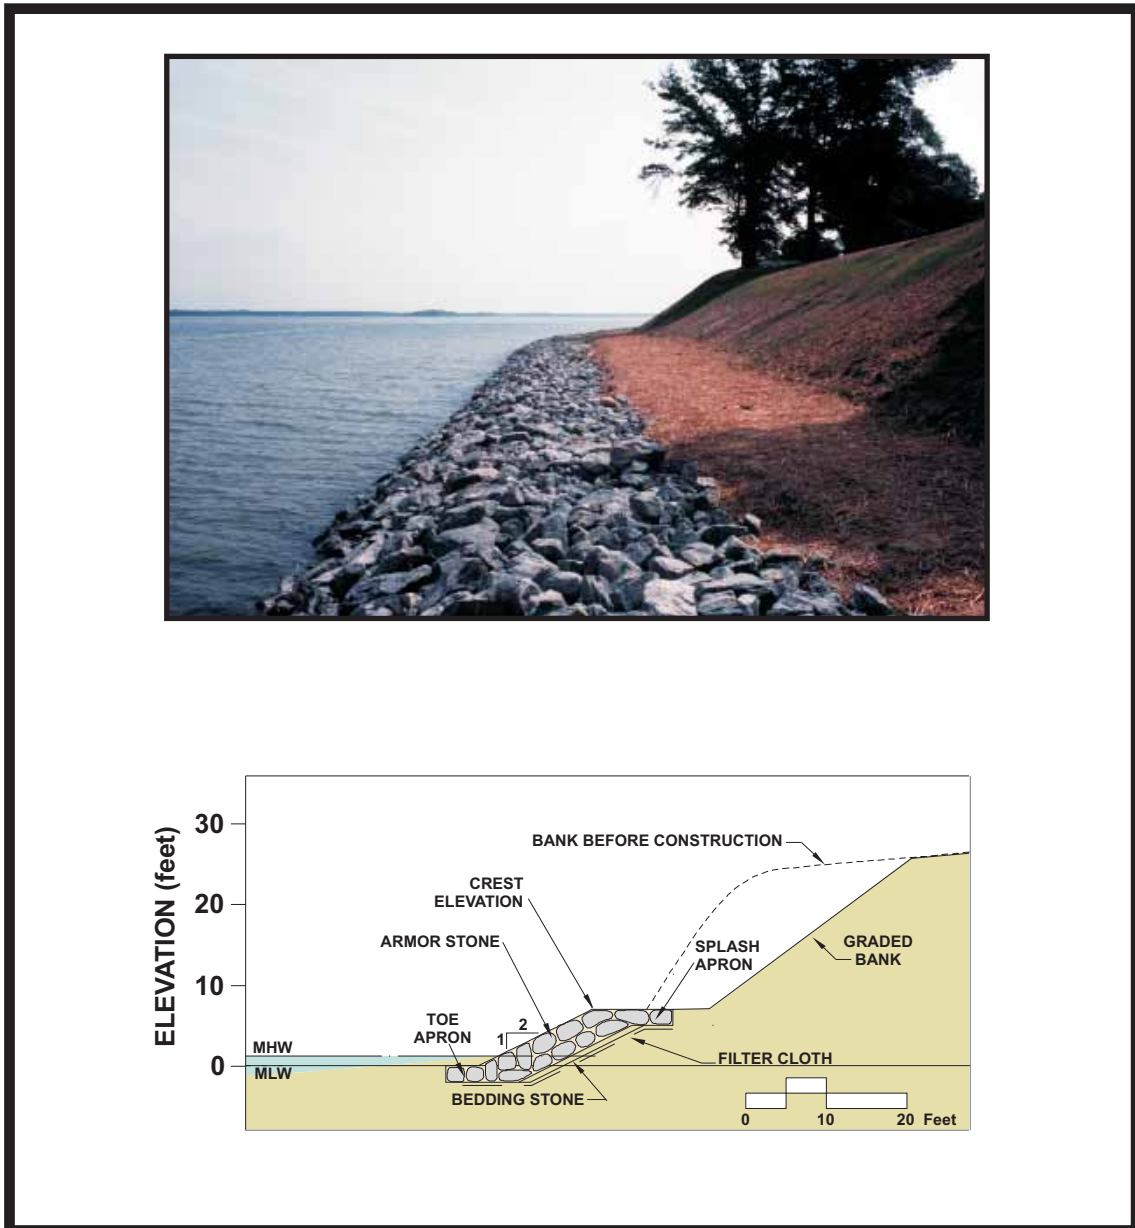 ELEVATION (feet)
30
20
10
0
BANK BEFORE CONSTRUCTION
CREST
ELEVATION
ARMOR STONE
SPLASH
APRON
GRADED
BANK
TOE
APRON
2
1
MHW
MLW
FILTER CLOTH
BEDDING STONE
0 10 20 Feet